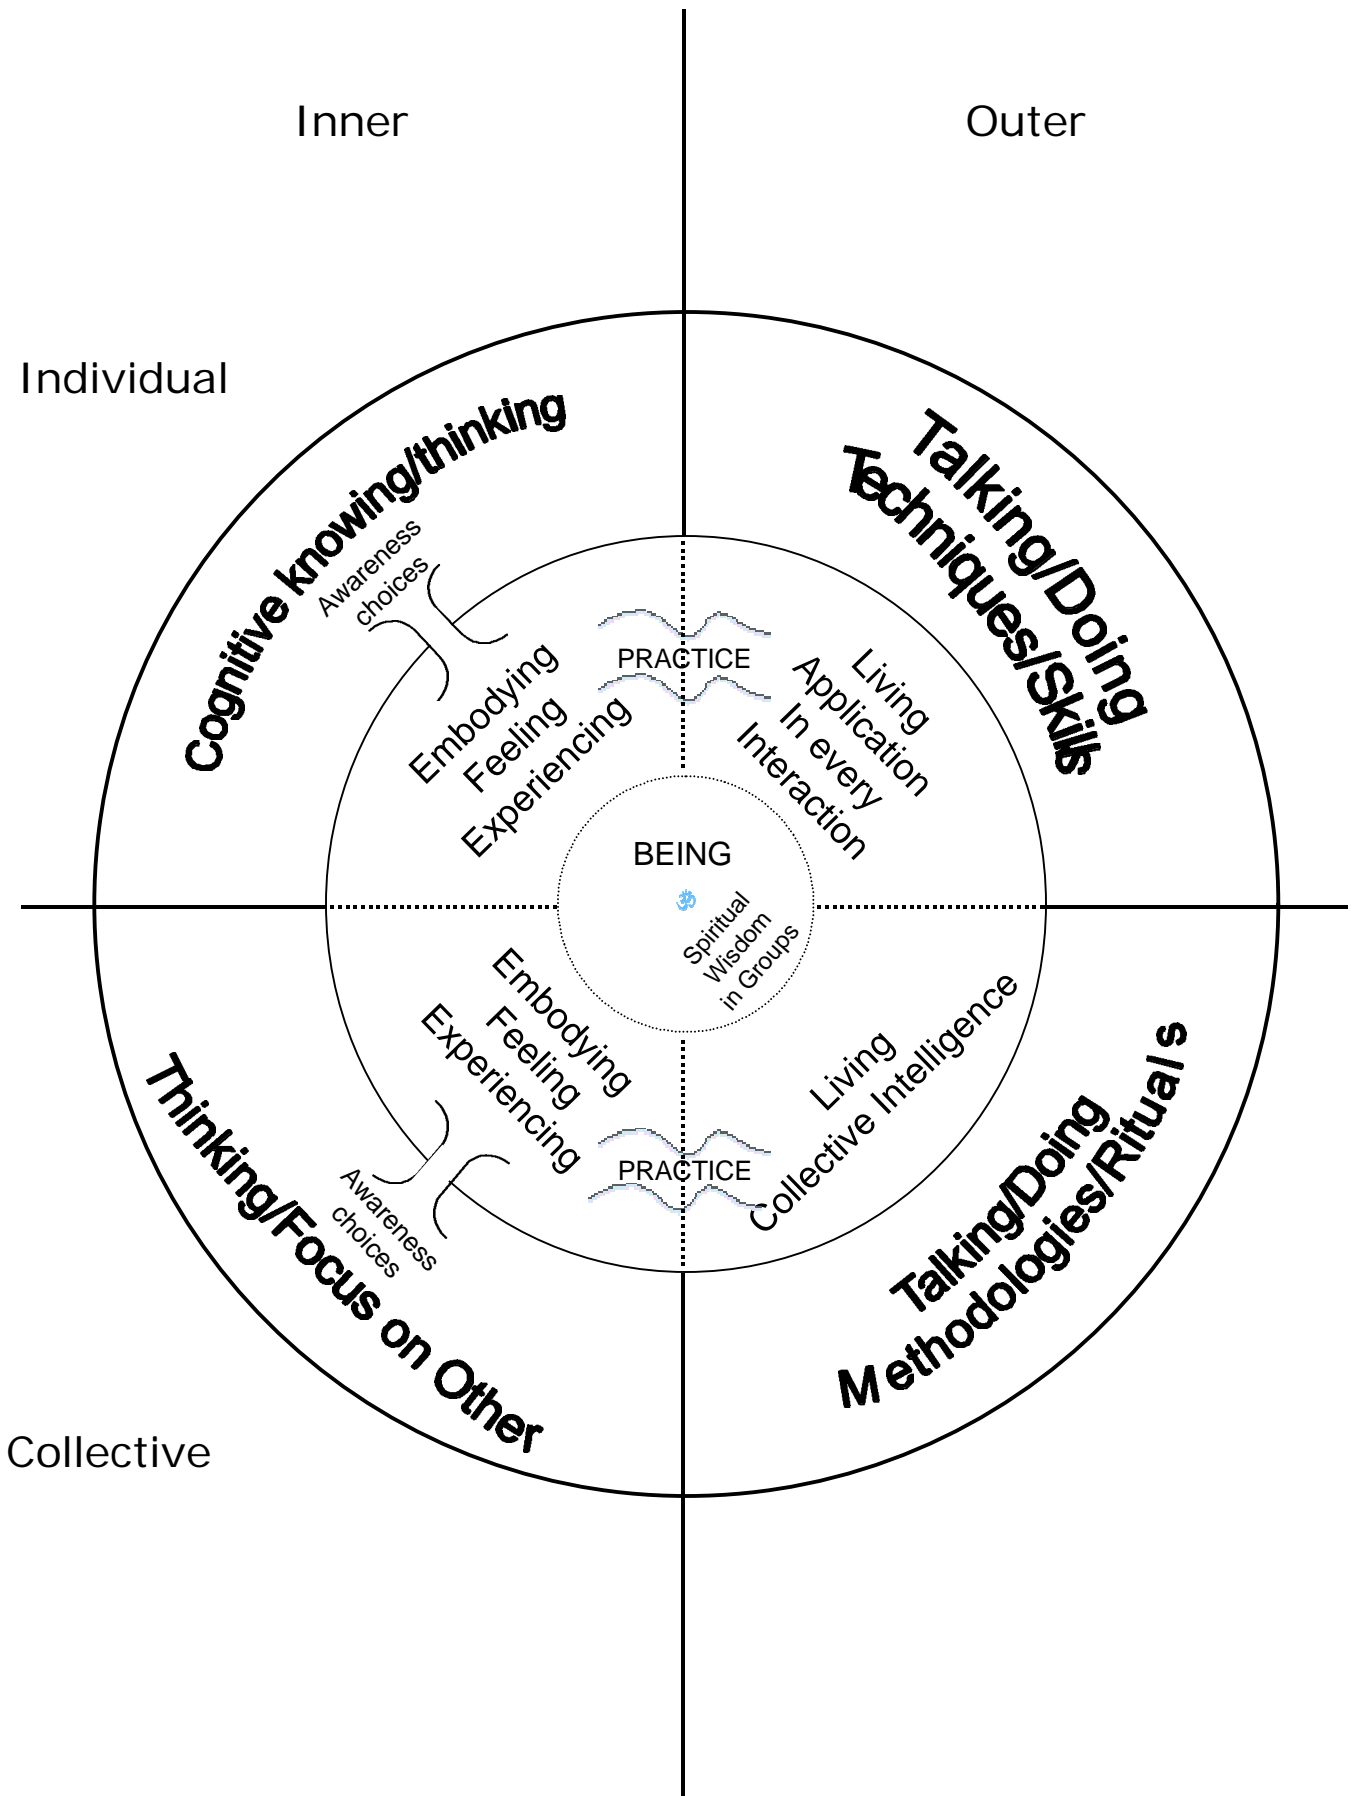 Inner
Outer
Individual
Cognitive knowing/thinking
Awareness
choices
Embodying
Feeling
Experiencing
PRACTICE
Talking/Doing
Techniques/Skills
Living
Application
In every
Interaction
BEING
ॐ
Spiritual
Wisdom
in Groups
Embodying
Feeling
Experiencing
PRACTICE
Awareness
choices
Thinking/Focus on Other
Living
Collective Intelligence
Talking/Doing
Methodologies/Rituals
Collective